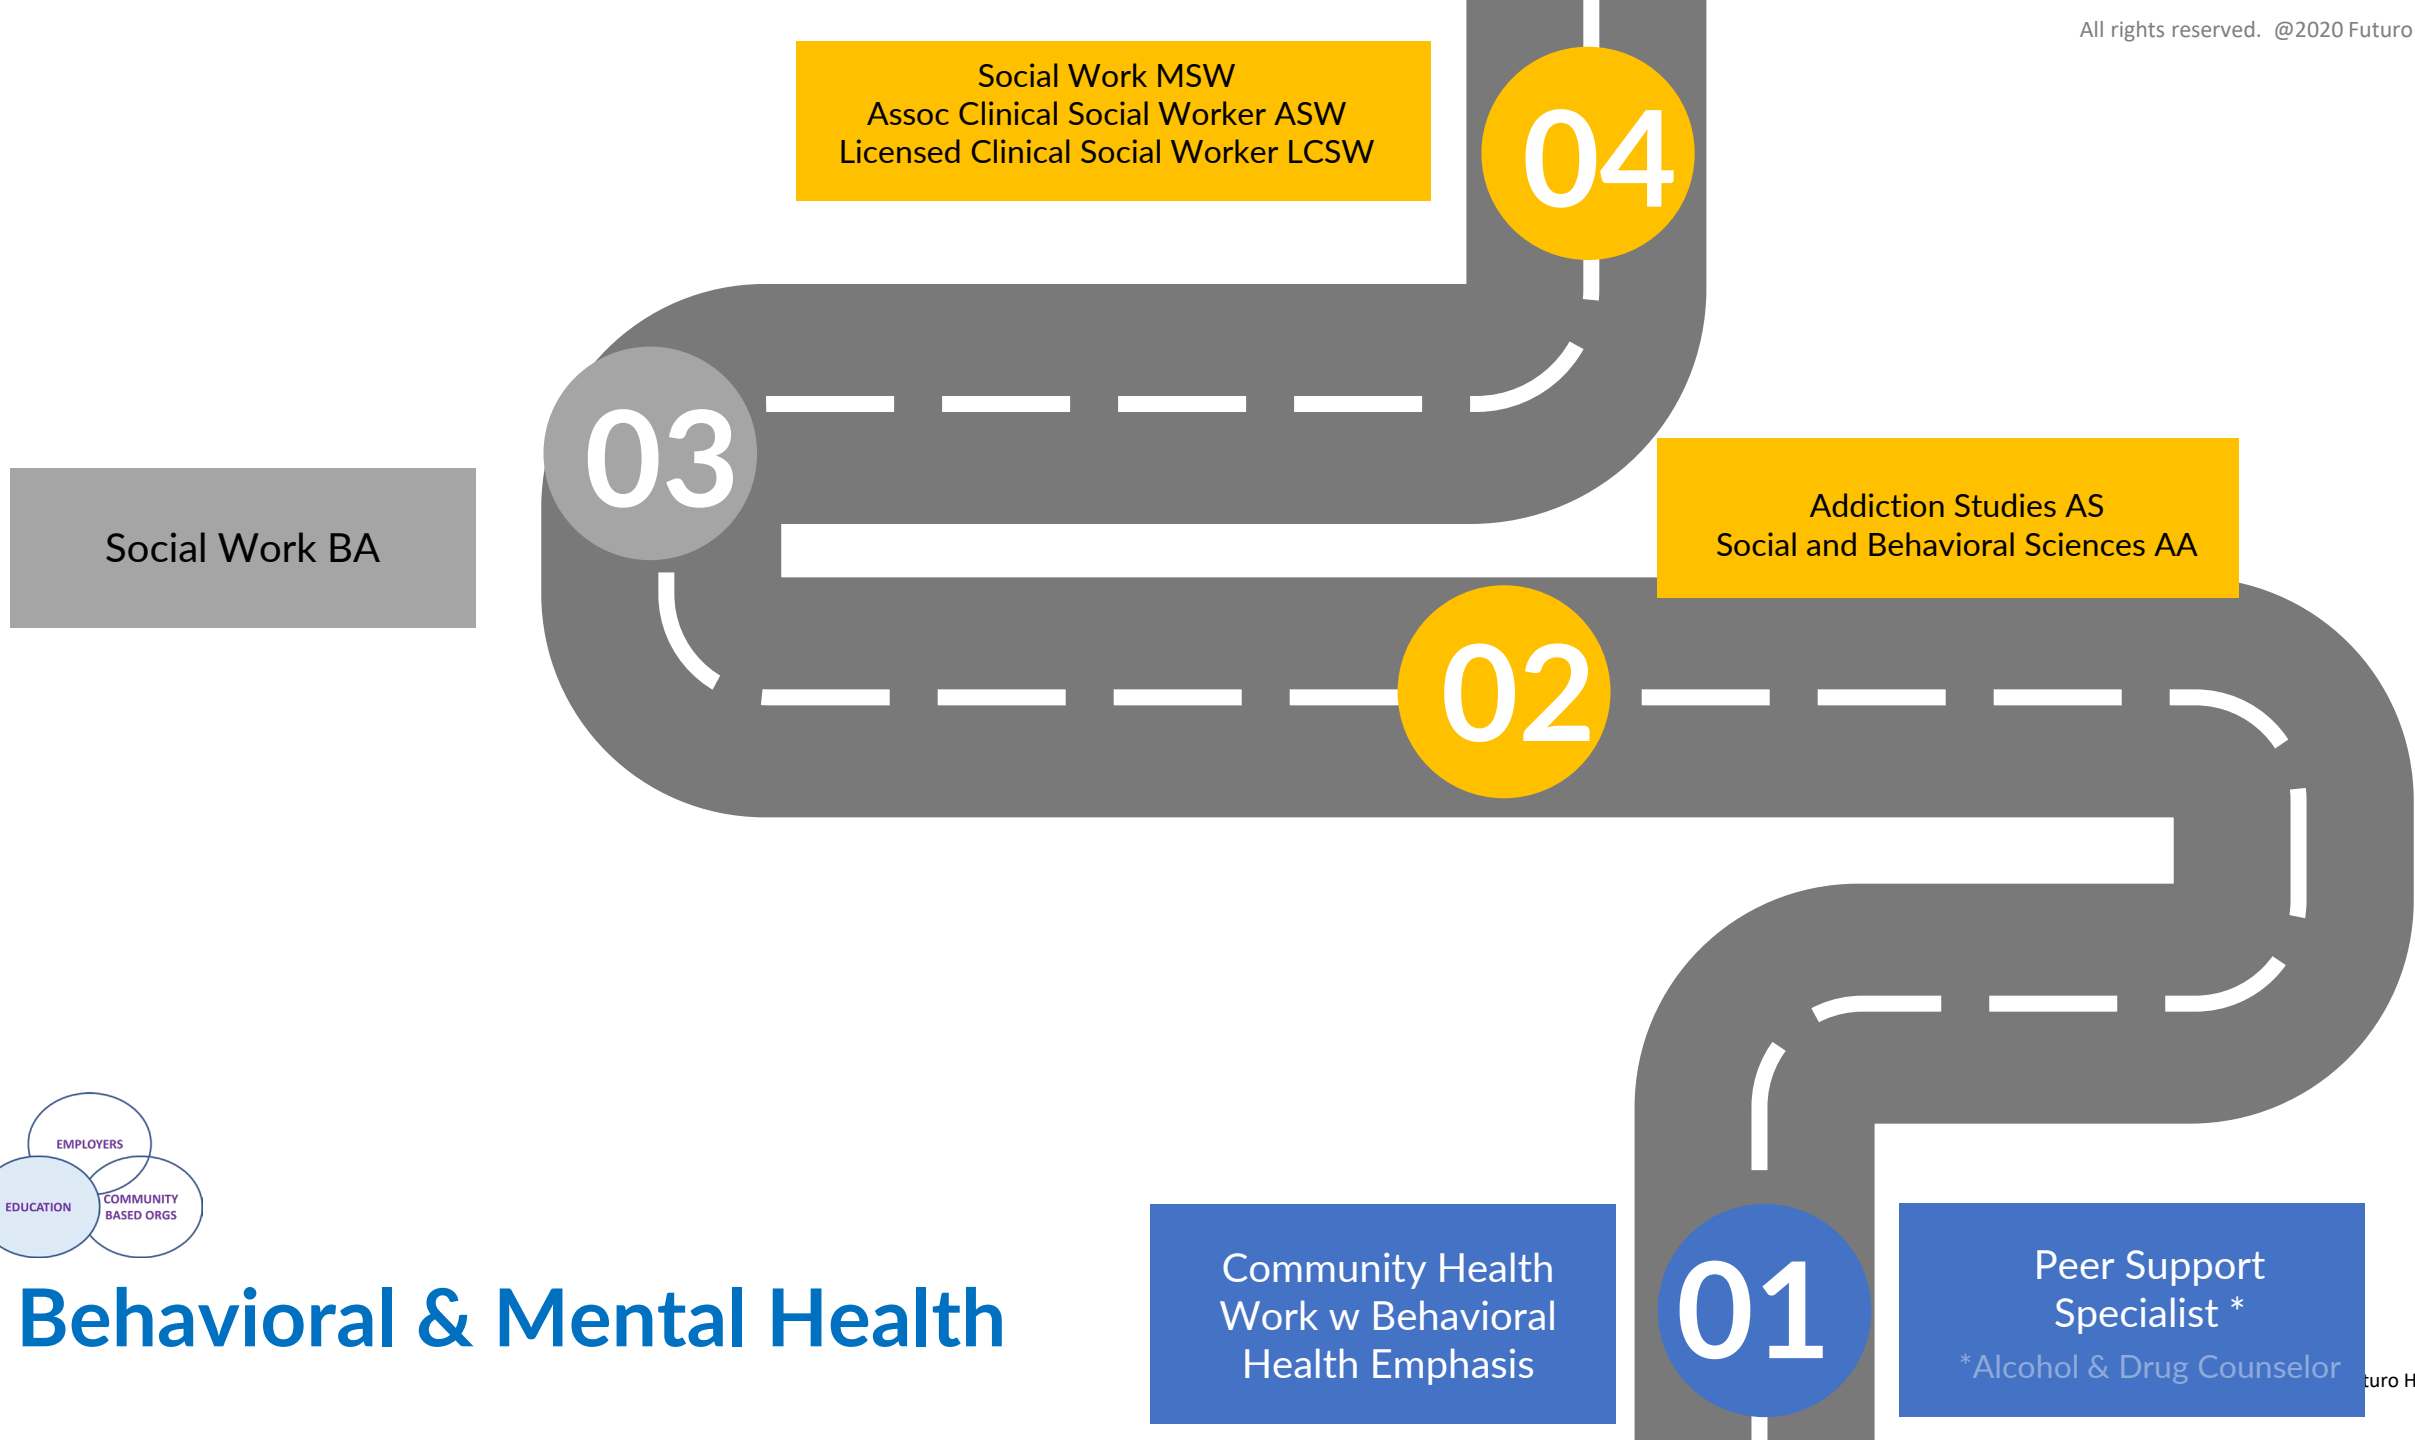 All rights reserved. @2020 Futuro
Social Work MSW
Assoc Clinical Social Worker ASW
Licensed Clinical Social Worker LCSW
04
03
Social Work BA
Addiction Studies AS
Social and Behavioral Sciences AA
02
EMPLOYERS
EDUCATION
COMMUNITY
BASED ORGS
Behavioral & Mental Health
Community Health
Work w Behavioral
Health Emphasis
01
Peer Support
Specialist *
*Alcohol & Drug Counselor
turo H